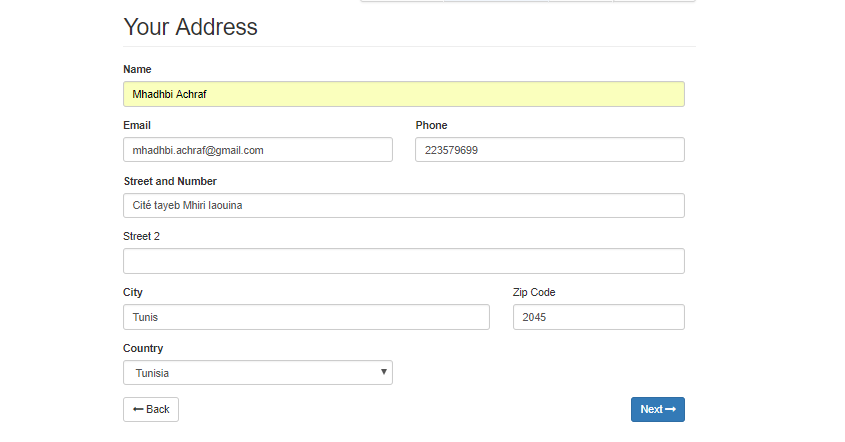 Your Address
Name
Mhadhbi Achraf
Email Phone
mhadhbi.achraf@gmail.com 223579699
Street and Number
Cité tayeb Mhiri laouina
Street 2
City Zip Code
Tunis 2045
Country
Tunisia
Back Next